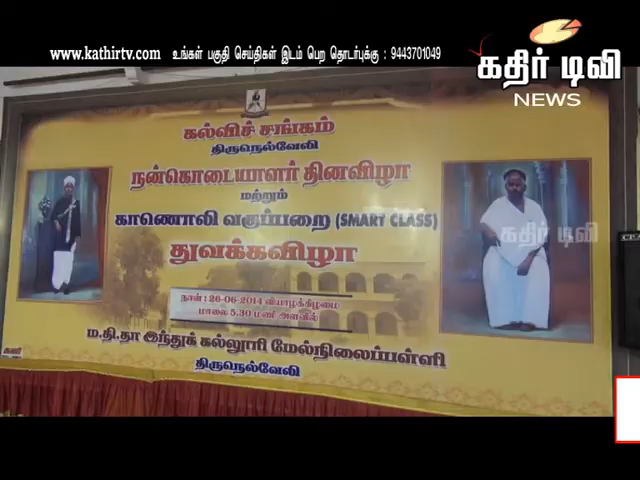 www.kathirtv.com உங்கள் பகுதி செய்திகள் இடம் பெற தொடர்புக்கு : 9443701049
கதிர் டிவி
NEWS
கல்விச் சங்கம்
திருநெல்வேலி
நன்கொடையாளர் தினவிழா
மற்றும்
காணொலி வகுப்பறை (SMART CLASS)
துவக்கவிழா
கதிர் டிவி
நாள் : 26-06-2014 வியாழக்கிழமை
மாலை 5.30 மணி அளவில்
ம.தி.தா இந்துக் கல்லூரி மேல்நிலைப்பள்ளி
திருநெல்வேலி